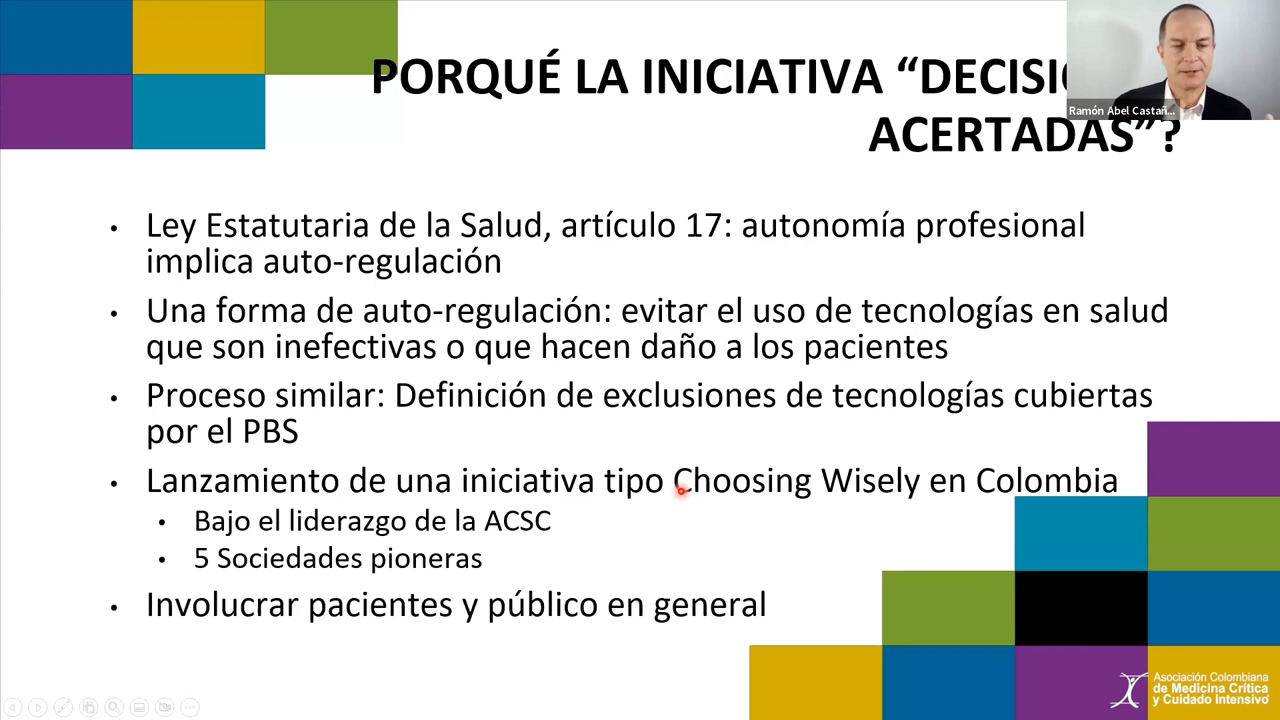 PORQUÉ LA INICIATIVA “DECISIO
ACERTADAS”?
Ramón Abel Castañ...
• Ley Estatutaria de la Salud, artículo 17: autonomía profesional
implica auto-regulación
• Una forma de auto-regulación: evitar el uso de tecnologías en salud
que son inefectivas o que hacen daño a los pacientes
• Proceso similar: Definición de exclusiones de tecnologías cubiertas
por el PBS
• Lanzamiento de una iniciativa tipo Choosing Wisely en Colombia
• Bajo el liderazgo de la ACSC
• 5 Sociedades pioneras
• Involucrar pacientes y público en general
Asociación Colombiana
de Medicina Crítica
y Cuidado Intensivo